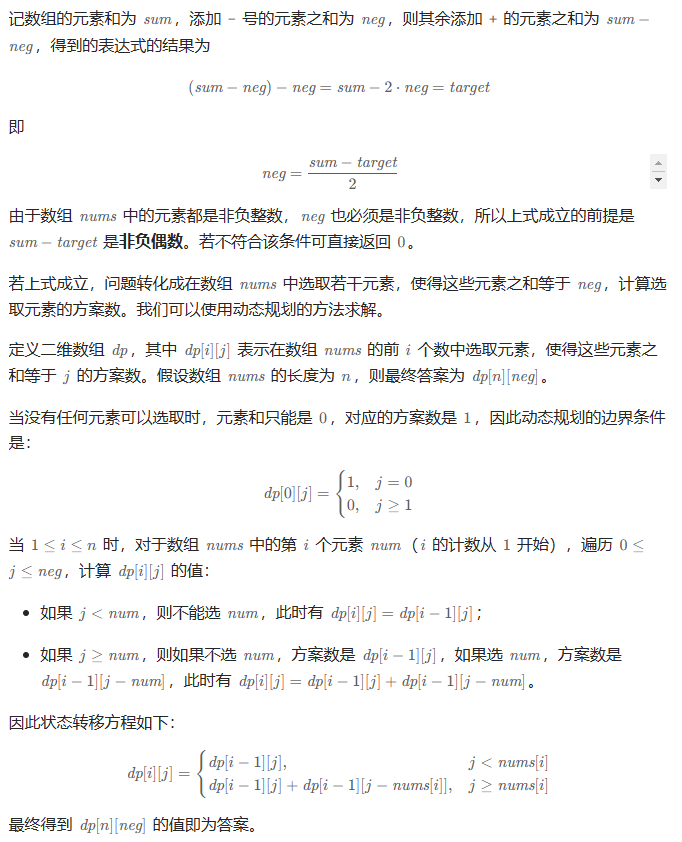 记数组的元素和为 sum，添加 - 号的元素之和为 neg，则其余添加 + 的元素之和为 sum −
neg，得到的表达式的结果为
(sum − neg) − neg = sum − 2 · neg = target
即
neg = (sum − target) / 2
由于数组 nums 中的元素都是非负整数，neg 也必须是非负整数，所以上式成立的前提是
sum − target 是非负偶数。若不符合该条件可直接返回 0。
若上式成立，问题转化成在数组 nums 中选取若干元素，使得这些元素之和等于 neg，计算选
取元素的方案数。我们可以使用动态规划的方法求解。
定义二维数组 dp，其中 dp[i][j] 表示在数组 nums 的前 i 个数中选取元素，使得这些元素之
和等于 j 的方案数。假设数组 nums 的长度为 n，则最终答案为 dp[n][neg]。
当没有任何元素可以选取时，元素和只能是 0，对应的方案数是 1，因此动态规划的边界条件
是：
dp[0][j] = { 1, j = 0
0, j ≥ 1
当 1 ≤ i ≤ n 时，对于数组 nums 中的第 i 个元素 num（i 的计数从 1 开始），遍历 0 ≤
j ≤ neg，计算 dp[i][j] 的值：
• 如果 j < num，则不能选 num，此时有 dp[i][j] = dp[i − 1][j]；
• 如果 j ≥ num，则如果不选 num，方案数是 dp[i − 1][j]，如果选 num，方案数是
dp[i − 1][j − num]，此时有 dp[i][j] = dp[i − 1][j] + dp[i − 1][j − num]。
因此状态转移方程如下：
dp[i][j] = { dp[i − 1][j], j < nums[i]
dp[i − 1][j] + dp[i − 1][j − nums[i]], j ≥ nums[i]
最终得到 dp[n][neg] 的值即为答案。